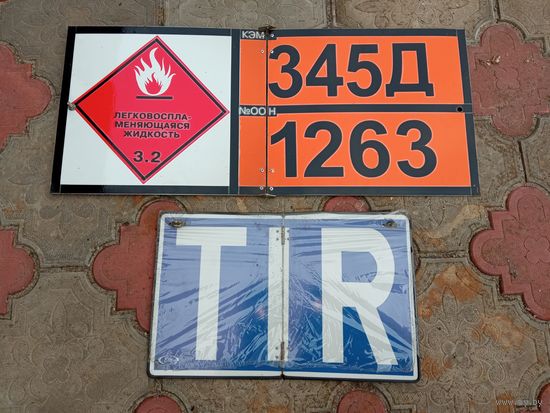 КЭМ
345Д
ЛЕГКОВОСПЛА-
МЕНЯЮЩАЯСЯ
ЖИДКОСТЬ
3.2
№ООН
1263
TIR